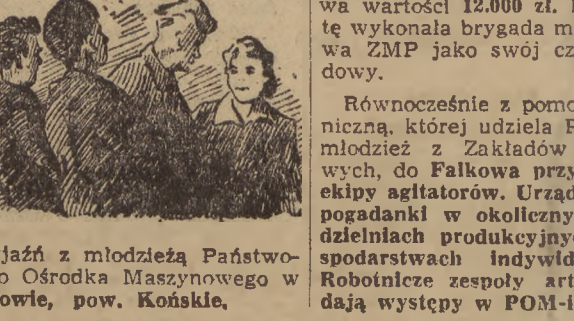 jaźń z młodzieżą Państwo-
o Ośrodka Maszynowego w
owie, pow. Końskie.
wa wartości 12.000 zł.
tę wykonała brygada m
wa ZMP jako swój cz
dowy.
Równocześnie z pomo
niczną, której udziela P
młodzież z Zakładów
wych, do Falkowa przy
ekipy agitatorów. Urząd
pogadanki w okoliczny
dzielniach produkcyjny
spodarstwach indywid
Robotnicze zespoły art
dają występy w POM-i